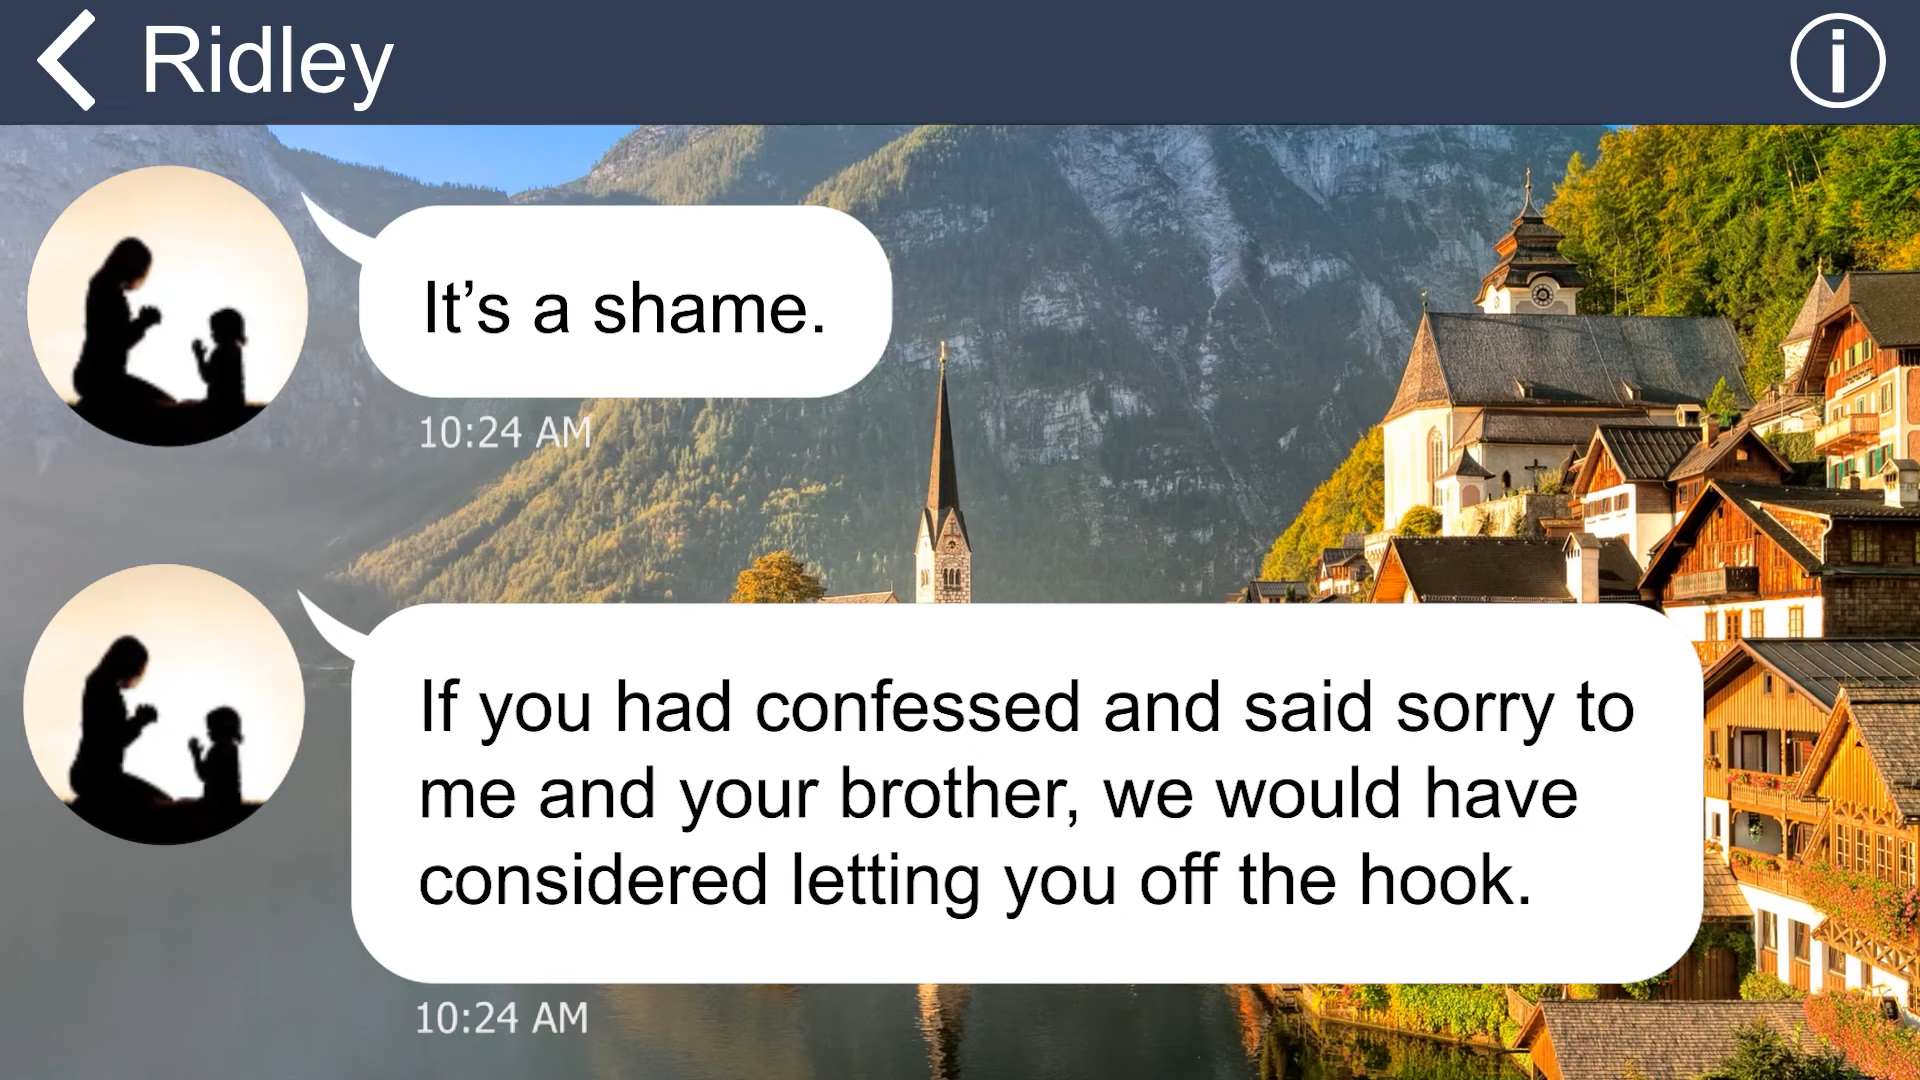 Ridley
It’s a shame.
10:24 AM
If you had confessed and said sorry to
me and your brother, we would have
considered letting you off the hook.
10:24 AM